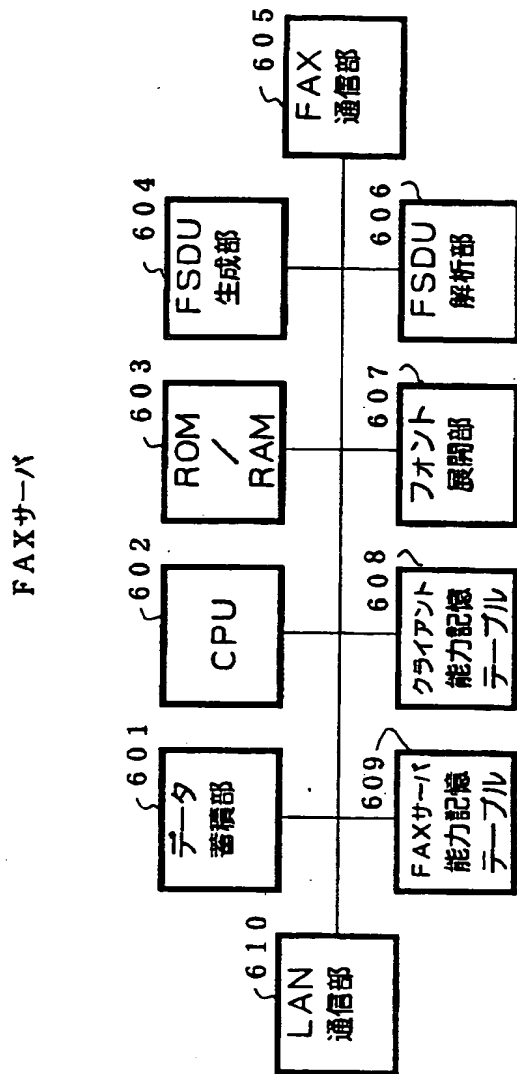 FAXサーバ
601
データ
蓄積部
602
CPU
603
ROM
／
RAM
604
FSDU
生成部
605
FAX
通信部
610
LAN
通信部
609
FAXサーバ
能力記憶
テーブル
608
クライアント
能力記憶
テーブル
607
フォント
展開部
606
FSDU
解析部